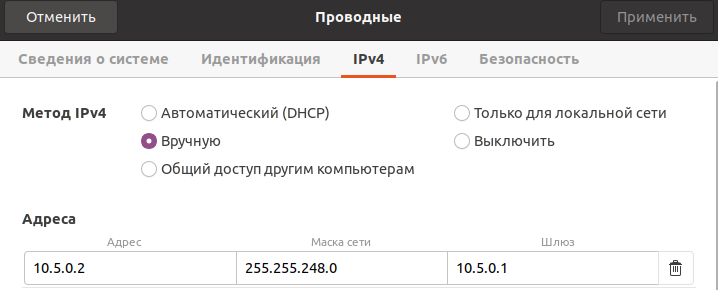 Отменить Проводные Применить
Сведения о системе Идентификация IPv4 IPv6 Безопасность
Метод IPv4 Автоматический (DHCP) Только для локальной сети
Вручную Выключить
Общий доступ другим компьютерам
Адреса
Адрес Маска сети Шлюз
10.5.0.2 255.255.248.0 10.5.0.1